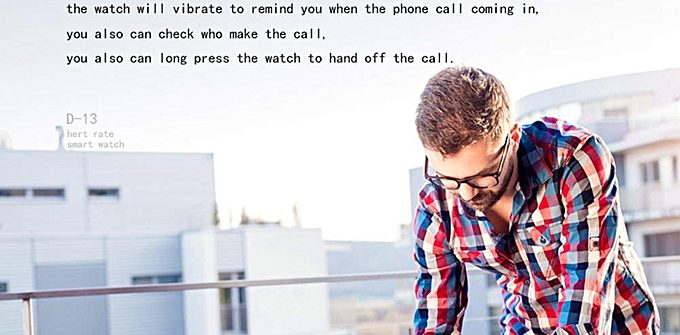 the watch will vibrate to remind you when the phone call coming in,
you also can check who make the call,
you also can long press the watch to hand off the call.
D-13
hert rate
smart watch